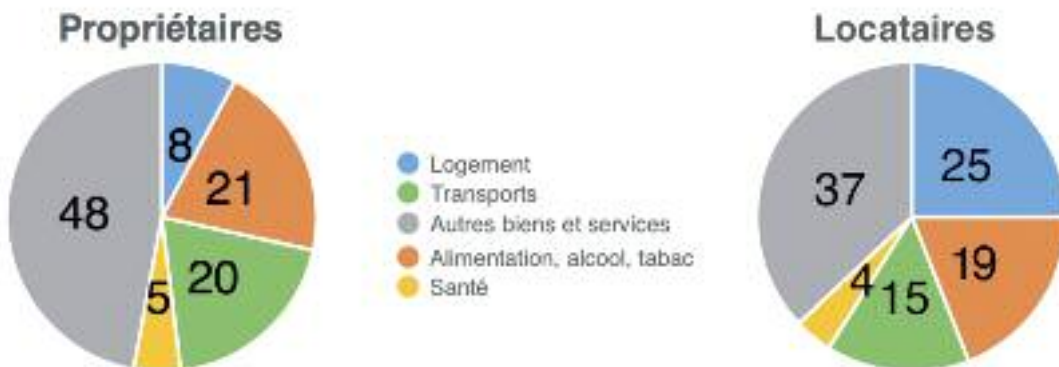 Propriétaires
Locataires
8
21
20
5
48
Logement
Transports
Autres biens et services
Alimentation, alcool, tabac
Santé
25
19
15
4
37